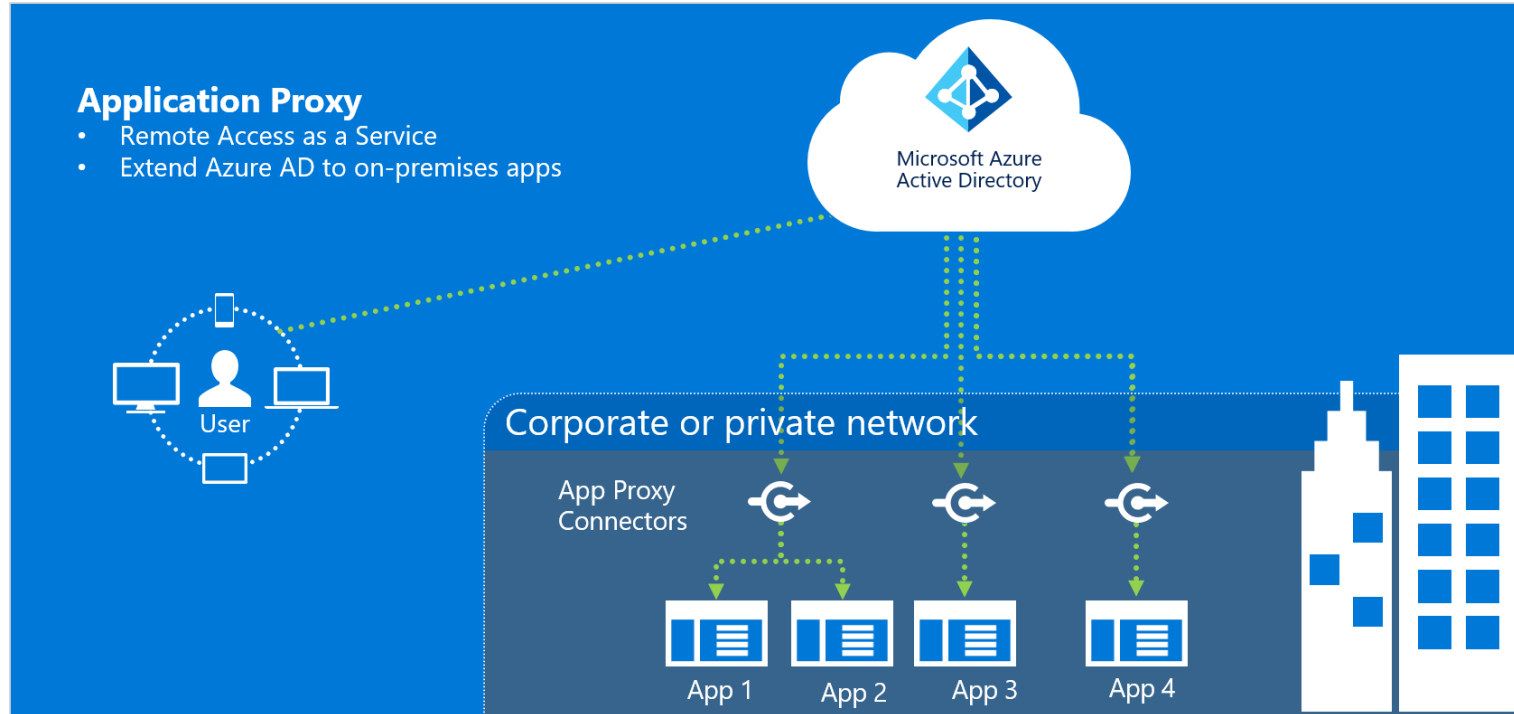 Application Proxy
• Remote Access as a Service
• Extend Azure AD to on-premises apps
Microsoft Azure
Active Directory
User
Corporate or private network
App Proxy
Connectors
App 1
App 2
App 3
App 4